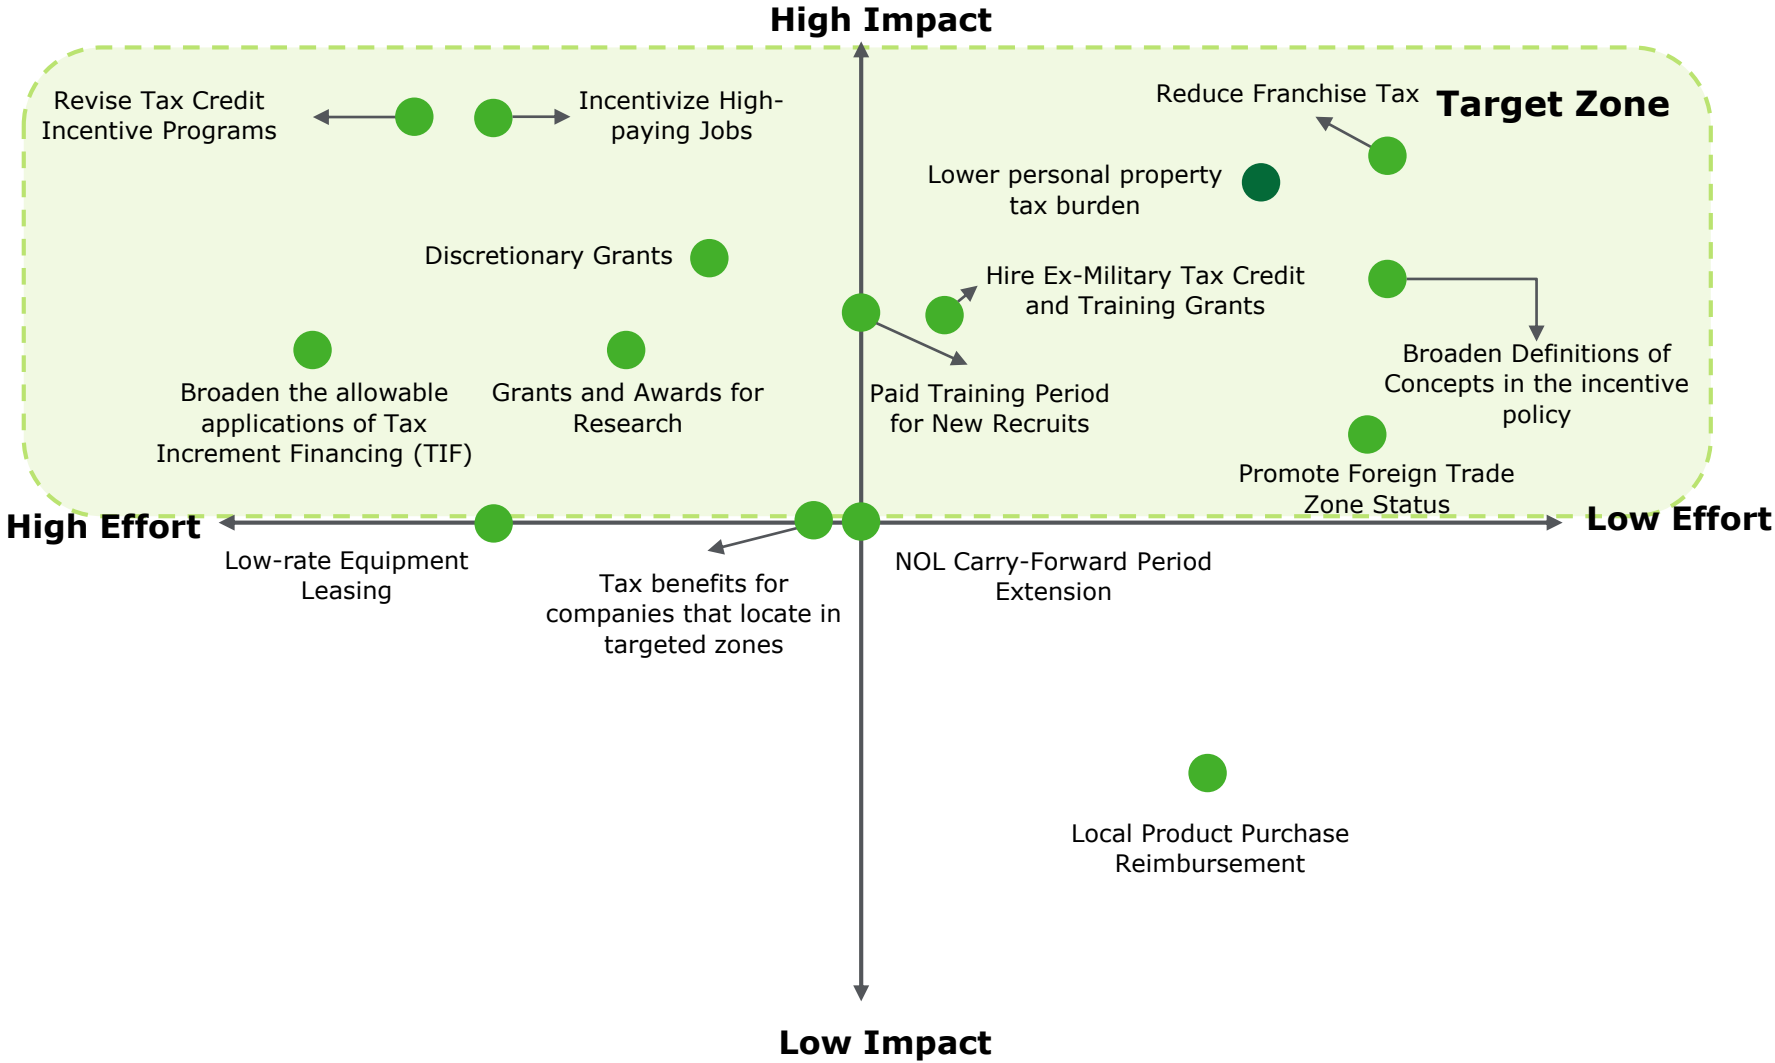 High Impact
Revise Tax Credit
Incentive Programs
Incentivize High-
paying Jobs
Reduce Franchise Tax
Target Zone
Lower personal property
tax burden
Discretionary Grants
Hire Ex-Military Tax Credit
and Training Grants
Broaden Definitions of
Concepts in the incentive
policy
Broaden the allowable
applications of Tax
Increment Financing (TIF)
Grants and Awards for
Research
Paid Training Period
for New Recruits
Promote Foreign Trade
Zone Status
High Effort
Low Effort
Low-rate Equipment
Leasing
Tax benefits for
companies that locate in
targeted zones
NOL Carry-Forward Period
Extension
Local Product Purchase
Reimbursement
Low Impact